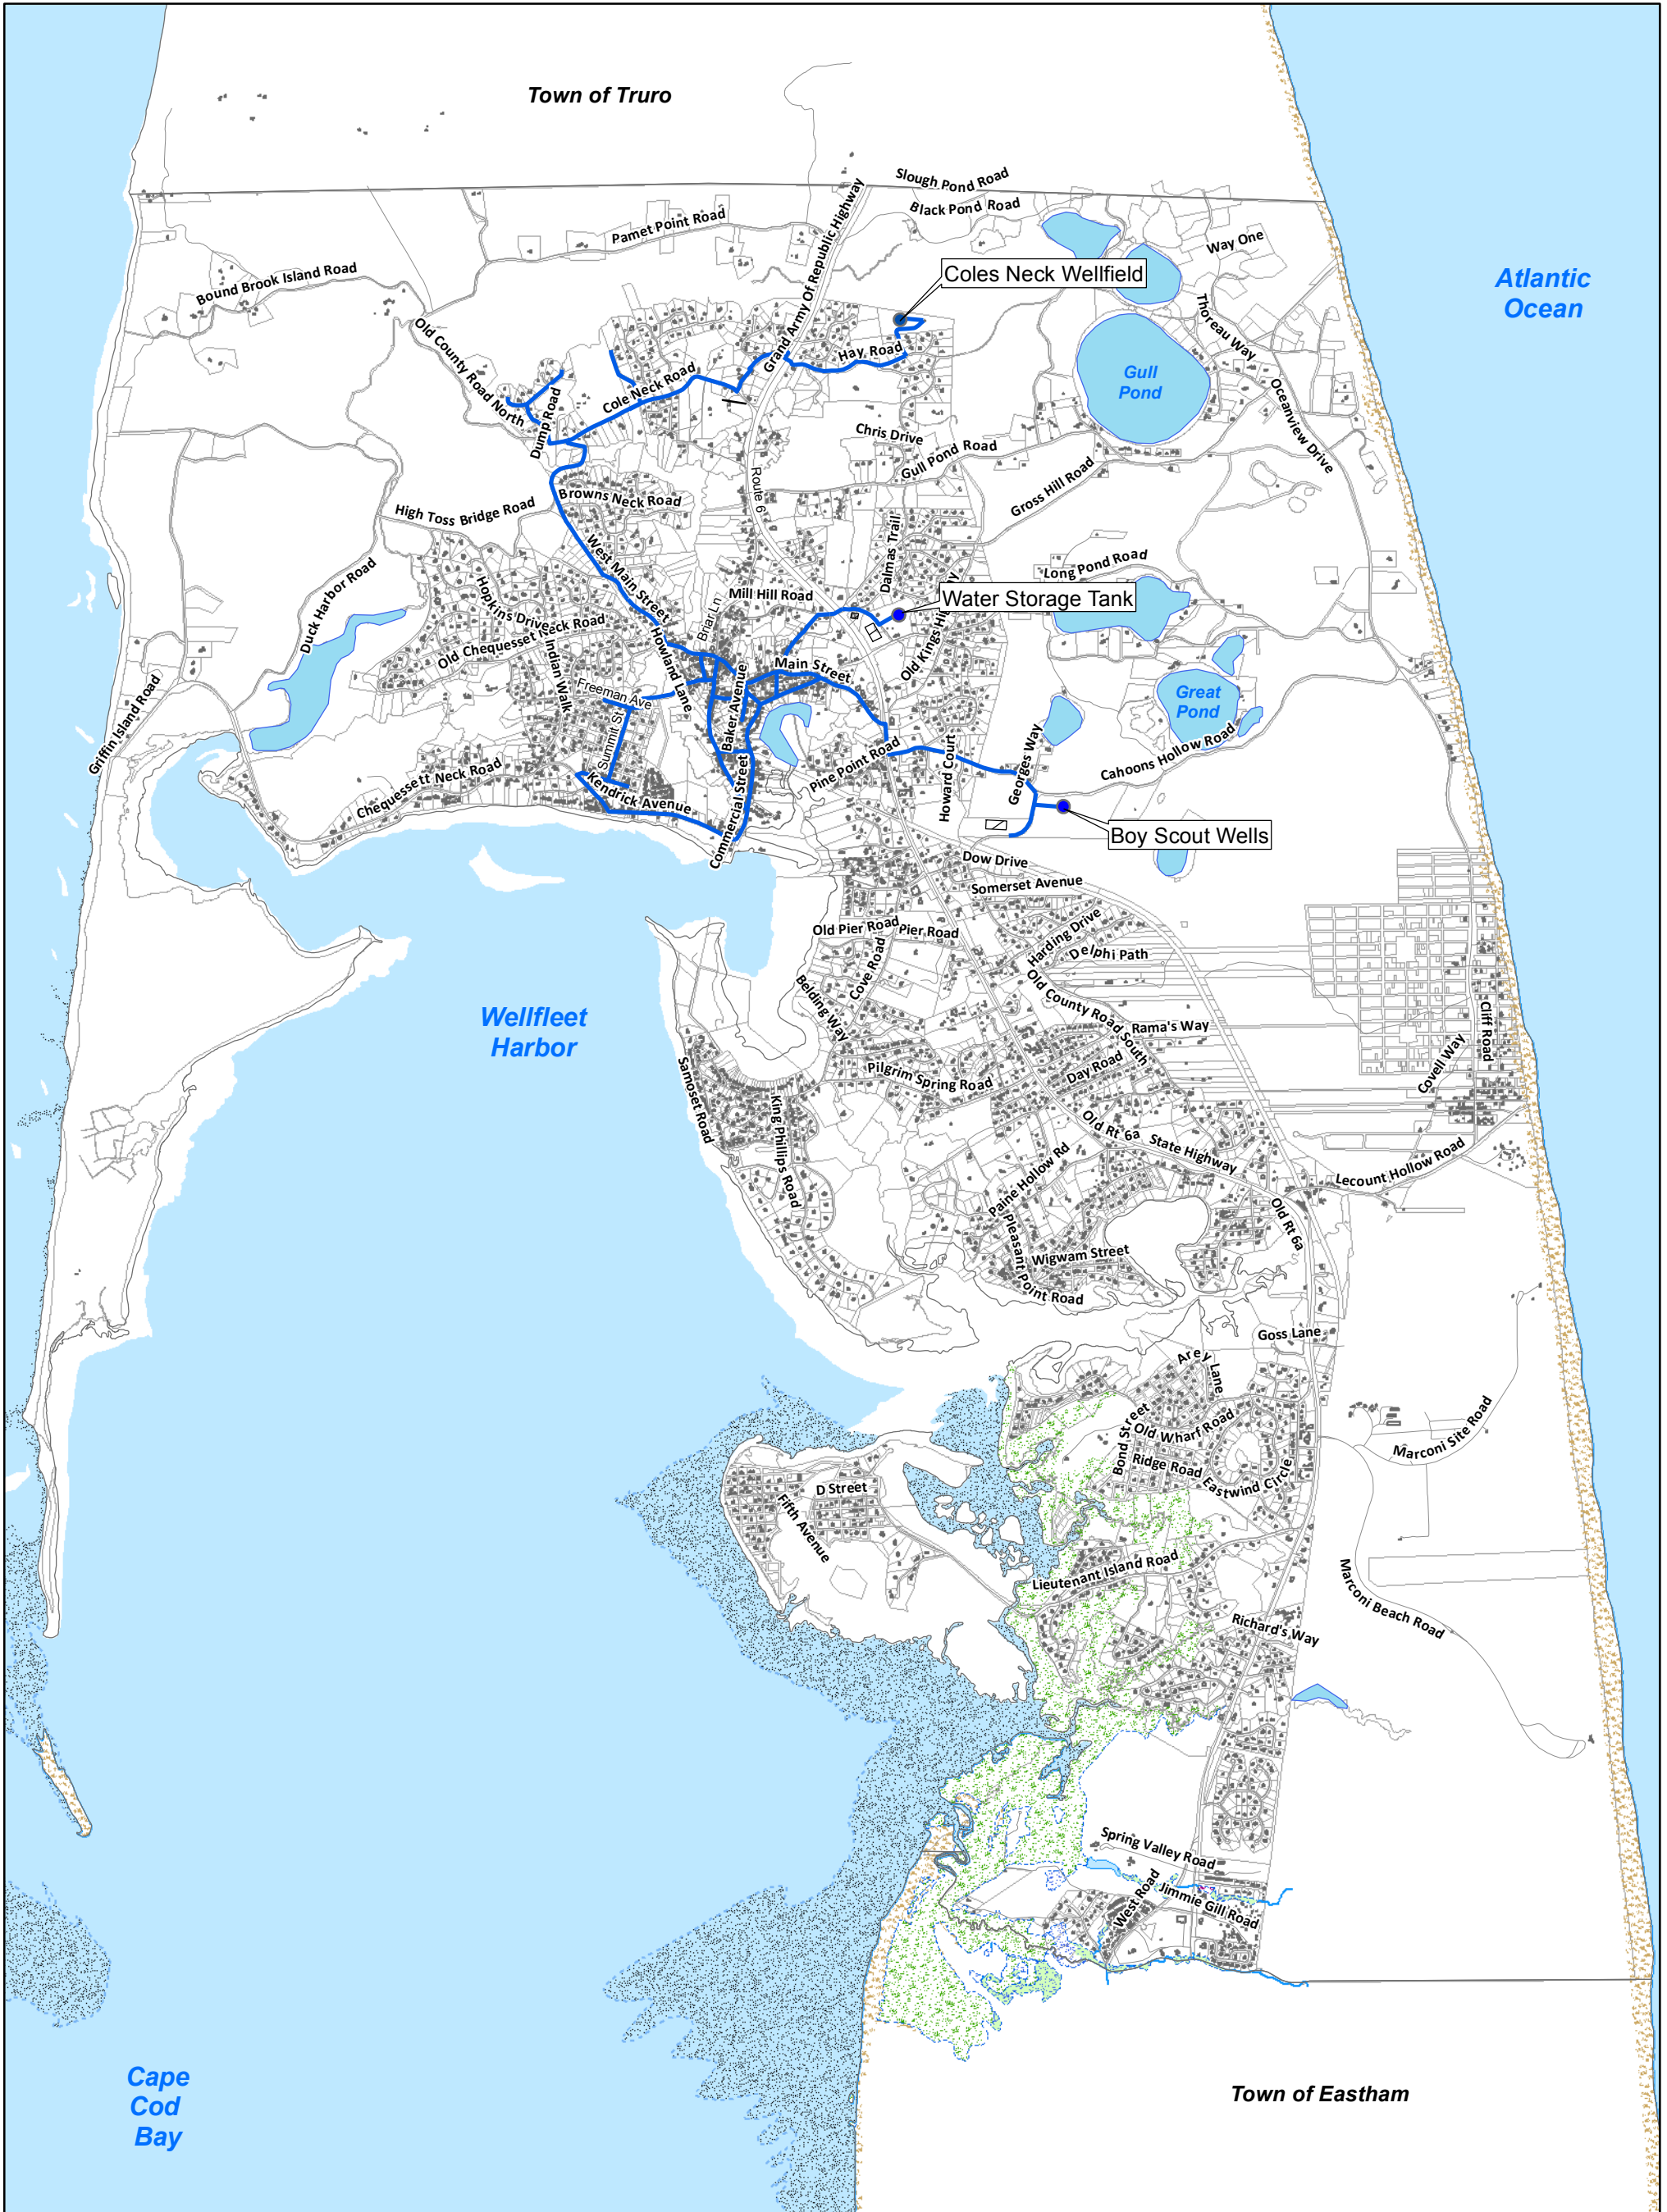 Town of Truro
Slough Pond Road
Black Pond Road
Pamet Point Road
Way One
Grand Army Of Republic Highway
Coles Neck Wellfield
Bound Brook Island Road
Atlantic
Ocean
Thoreau Way
Old County Road North
Hay Road
Gull
Pond
Cole Neck Road
Dump Road
Oceanview Drive
Chris Drive
Gull Pond Road
Route 6
Gross Hill Road
Browns Neck Road
High Toss Bridge Road
Dalmas Trail
West Main Street
Long Pond Road
Duck Harbor Road
Hopkins Drive
Mill Hill Road
Water Storage Tank
Briar Ln
Old Chequesset Neck Road
Howland Lane
Old Kings Hi
Main Street
Indian Walk
Freeman Ave
Baker Avenue
Great
Pond
Griffin Island Road
Summit St
Pine Point Road
Georges Way
Cahoons Hollow Road
Chequessett Neck Road
Kendrick Avenue
Howard Court
Commercial Street
Boy Scout Wells
Dow Drive
Somerset Avenue
Old Pier Road
Pier Road
Harding Drive
Delphi Path
Cove Road
Belding Way
Old County Road South
Wellfleet
Harbor
Rama's Way
Cliff Road
Covell Way
Samoset Road
Pilgrim Spring Road
Day Road
King Phillips Road
Old Rt 6a
State Highway
Lecount Hollow Road
Paine Hollow Rd
Old Rt 6a
Pleasant Point Road
Wigwam Street
Goss Lane
Arey Lane
Bond Street
Old Wharf Road
Marconi Site Road
Ridge Road
Eastwind Circle
D Street
Fifth Avenue
Lieutenant Island Road
Marconi Beach Road
Richard's Way
Spring Valley Road
West Road
Jimmie Gill Road
Cape
Cod
Bay
Town of Eastham